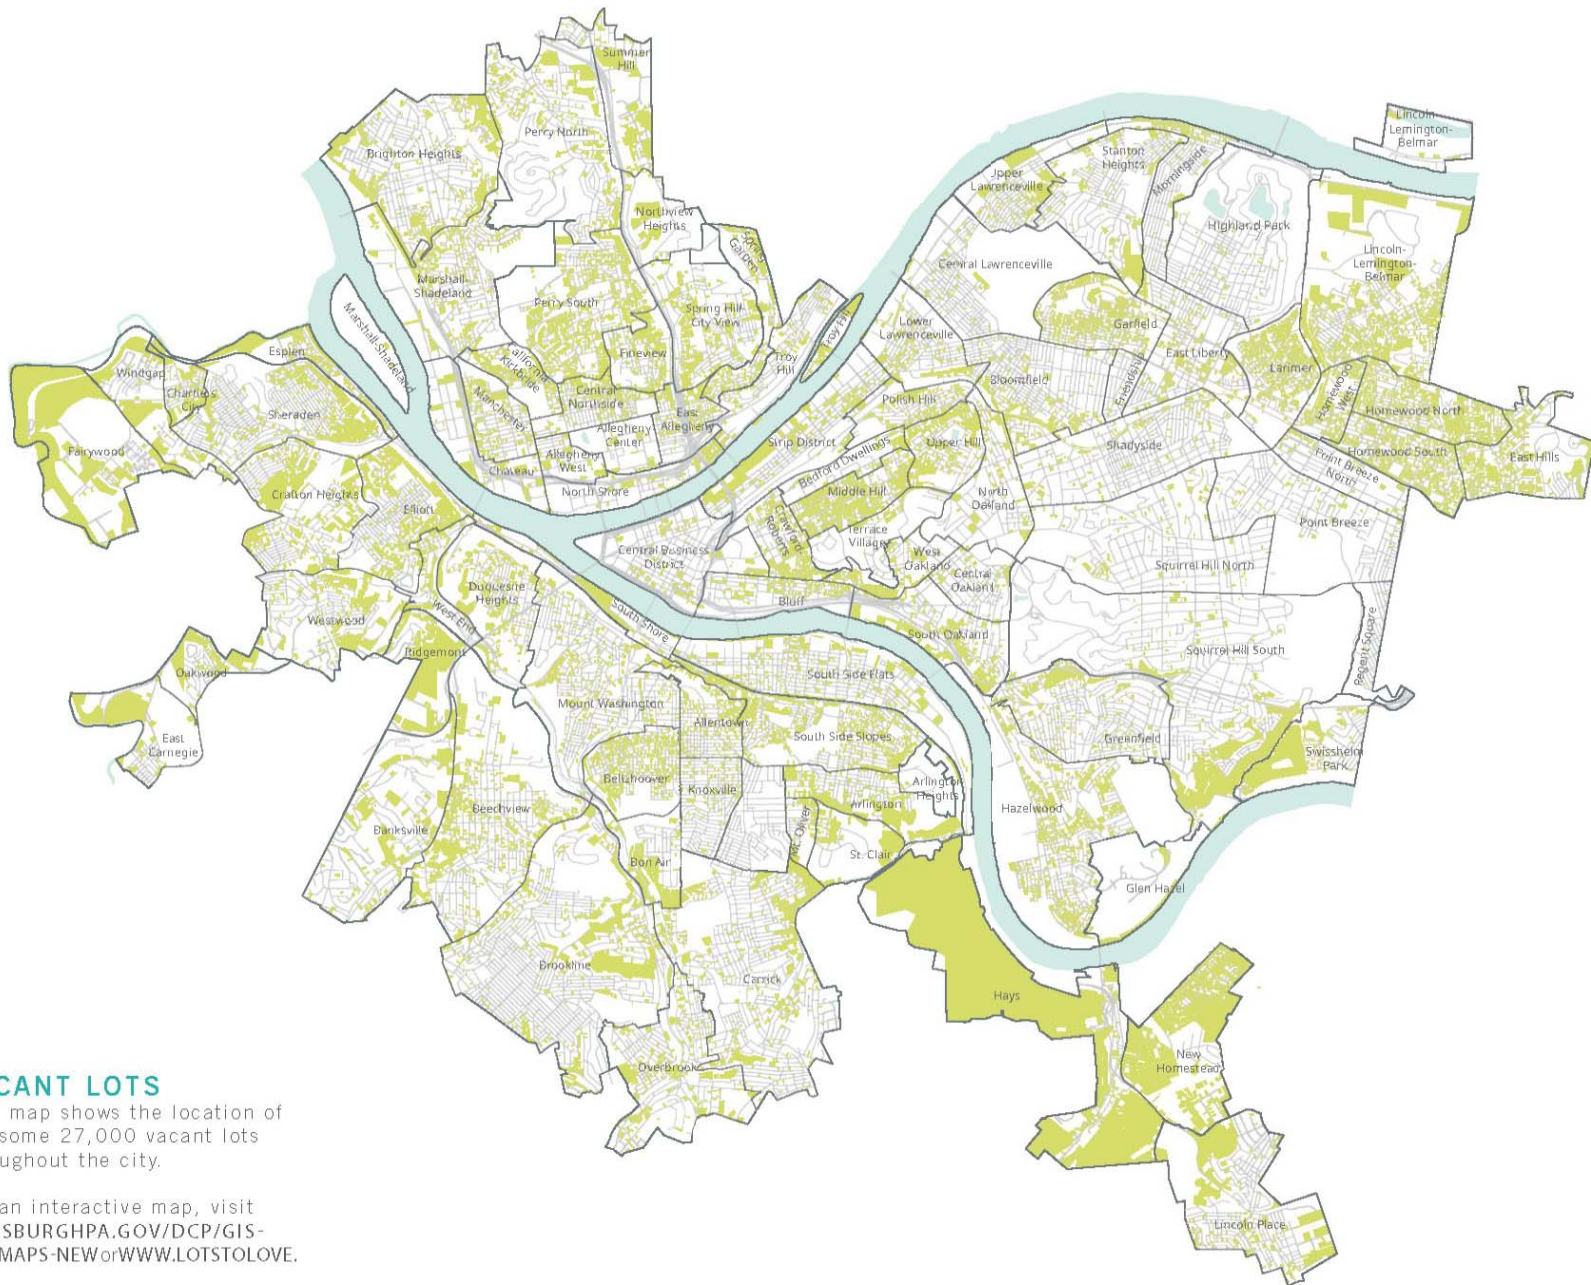 Summer
Hill
Perry North
Brighton Heights
Lincoln-
Lemington-
Belmar
Stanton
Heights
Morningside
Upper
Lawrenceville
Highland Park
Northview
Heights
Spring
Garden
Lincoln-
Lemington-
Belmar
Central Lawrenceville
Marshall-
Shadeland
Perry South
Spring Hill-
City View
Marshall-Shadeland
Troy Hill
Lower
Lawrenceville
Garfield
Esplen
Fineview
Troy
Hill
East Liberty
Larimer
Windgap
Chartiers
City
California-
Kirkbride
Bloomfield
Friendship
Homewood
West
Sheraden
Manchester
Central
Northside
Polish Hill
Homewood North
Allegheny
Center
East
Allegheny
Fairywood
Strip District
Upper Hill
Shadyside
Homewood South
East Hills
Chateau
Allegheny
West
Bedford Dwellings
Point Breeze
North
Crafton Heights
North Shore
Middle Hill
North
Oakland
Elliott
Crawford-
Roberts
Terrace
Village
Point Breeze
Central Business
District
West
Oakland
Squirrel Hill North
Duquesne
Heights
Central
Oakland
Bluff
West End
South Shore
Westwood
South Oakland
Regent Square
Ridgemont
Squirrel Hill South
Oakwood
South Side Flats
Mount Washington
Allentown
East
Carnegie
South Side Slopes
Greenfield
Swisshelm
Park
Beltzhoover
Knoxville
Arlington
Heights
Arlington
Hazelwood
Beechview
Banksville
Mt. Oliver
St. Clair
Bon Air
Glen Hazel
Brookline
Carrick
Hays
Overbrook
New
Homestead
Lincoln Place
CANT LOTS
map shows the location of
some 27,000 vacant lots
ughout the city.
an interactive map, visit
SBURGHPA.GOV/DCP/GIS-
MAPS-NEW or WWW.LOTSTOLOVE.